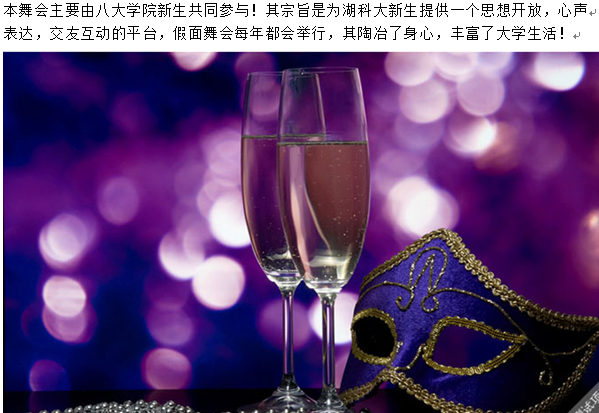 本舞会主要由八大学院新生共同参与！其宗旨是为湖科大新生提供一个思想开放，心声
表达，交友互动的平台，假面舞会每年都会举行，其陶冶了身心，丰富了大学生活！